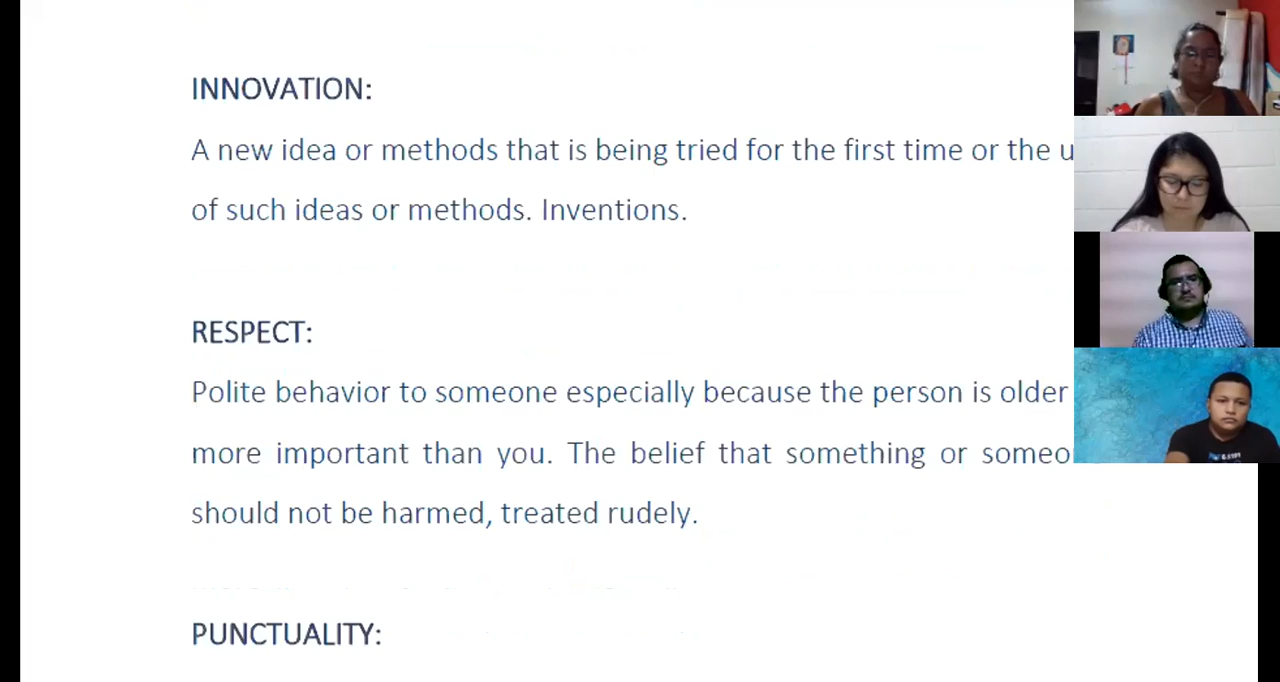 INNOVATION:
A new idea or methods that is being tried for the first time or the
of such ideas or methods. Inventions.
RESPECT:
Polite behavior to someone especially because the person is older
more important than you. The belief that something or
should not be harmed, treated rudely.
PUNCTUALITY: